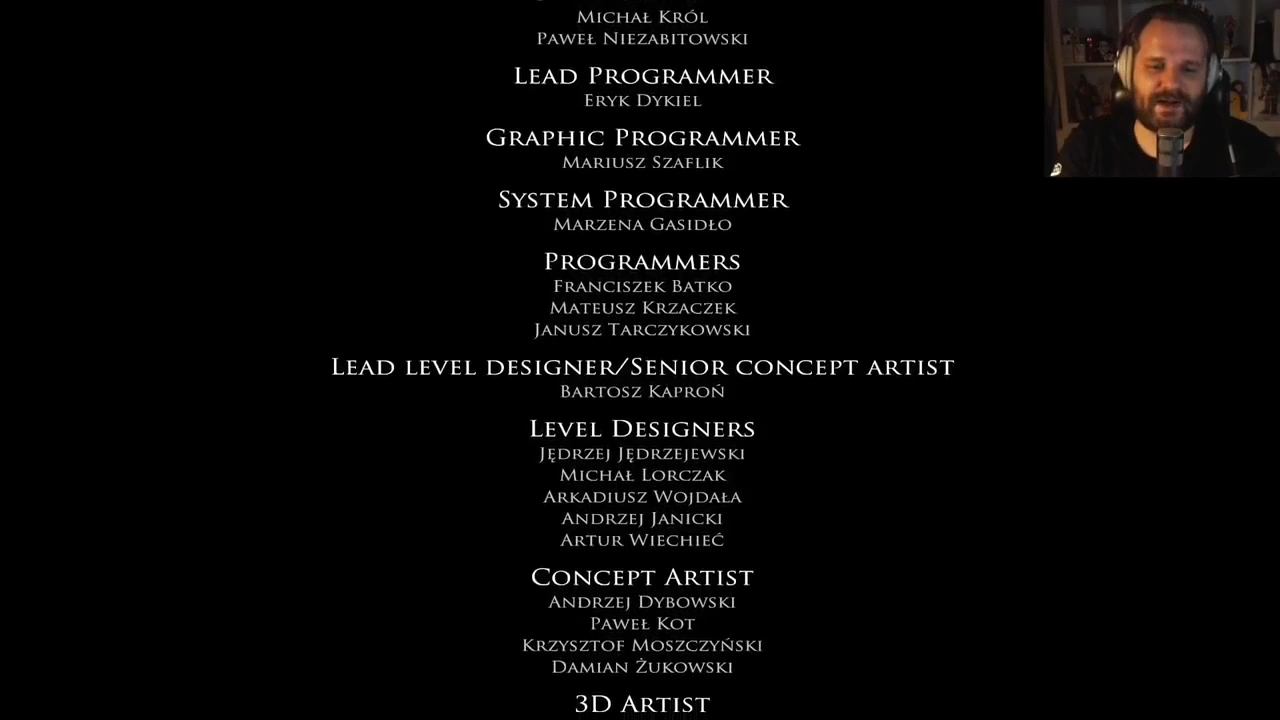 Michał Król
Paweł Niezabitowski
Lead Programmer
Eryk Dykiel
Graphic Programmer
Mariusz Szaflik
System Programmer
Marzena Gasidło
Programmers
Franciszek Batko
Mateusz Krzaczek
Janusz Tarczykowski
Lead level designer/Senior concept artist
Bartosz Kaproń
Level Designers
Jędrzej Jędrzejewski
Michał Lorczak
Arkadiusz Wojdała
Andrzej Janicki
Artur Wiechieć
Concept Artist
Andrzej Dybowski
Paweł Kot
Krzysztof Moszczyński
Damian Żukowski
3D Artist